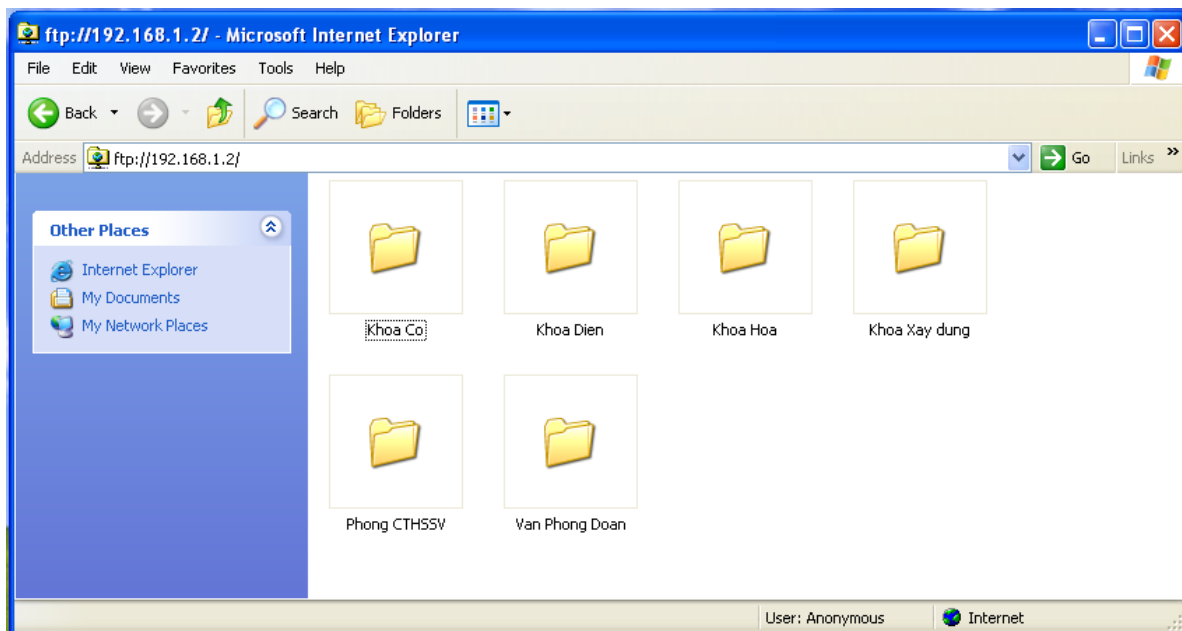 ftp://192.168.1.2/ - Microsoft Internet Explorer
File Edit View Favorites Tools Help
Back Search Folders
Address ftp://192.168.1.2/ Go Links »
Other Places
Internet Explorer
My Documents
My Network Places
Khoa Co Khoa Dien Khoa Hoa Khoa Xay dung
Phong CTHSSV Van Phong Doan
User: Anonymous Internet